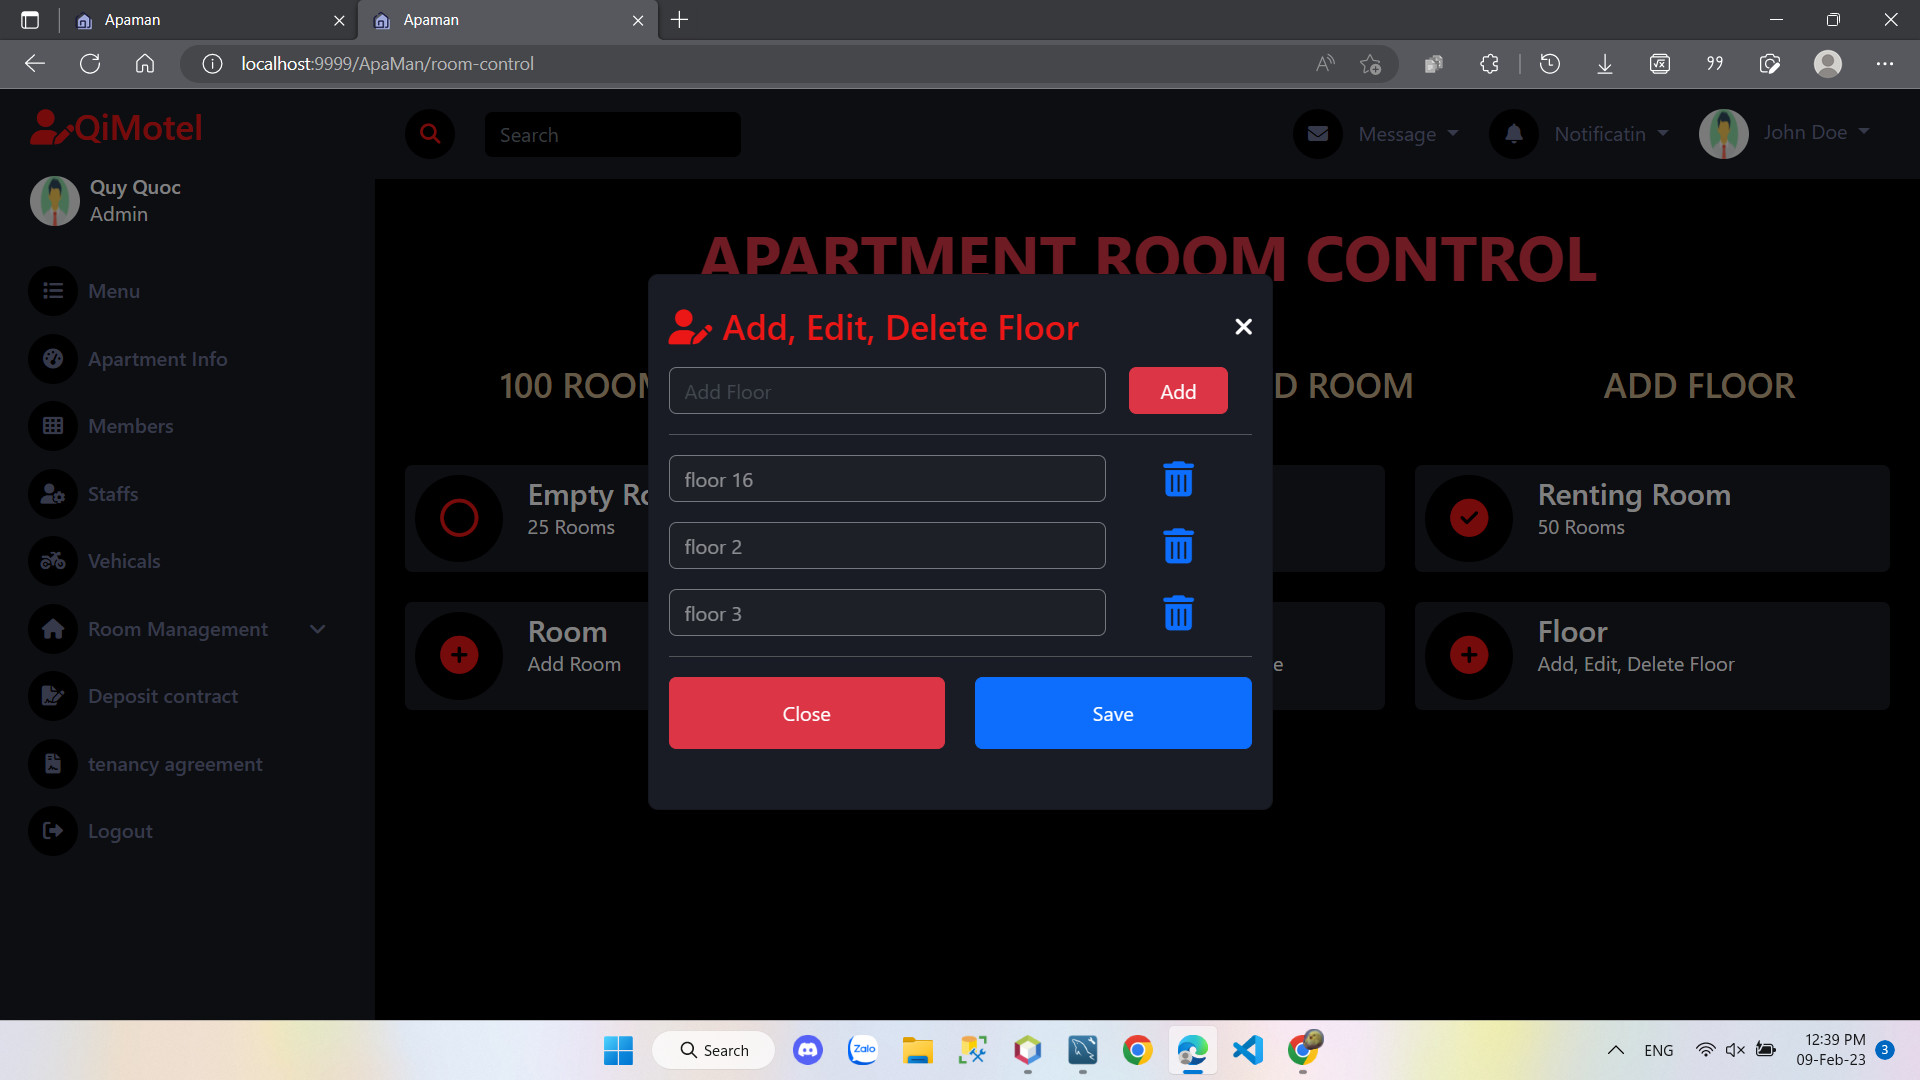 Apaman
Apaman
localhost:9999/ApaMan/room-control
QiMotel
Search
Message
Notificatin
John Doe
Quy Quoc
Admin
Menu
Apartment Info
Members
Staffs
Vehicals
Room Management
Deposit contract
tenancy agreement
Logout
APARTMENT ROOM CONTROL
100 ROOM
D ROOM
ADD FLOOR
Empty Ro
25 Rooms
Renting Room
50 Rooms
Room
Add Room
e
Floor
Add, Edit, Delete Floor
Add, Edit, Delete Floor
Add Floor
Add
floor 16
floor 2
floor 3
Close
Save
Search
Zalo
ENG
12:39 PM
09-Feb-23
3